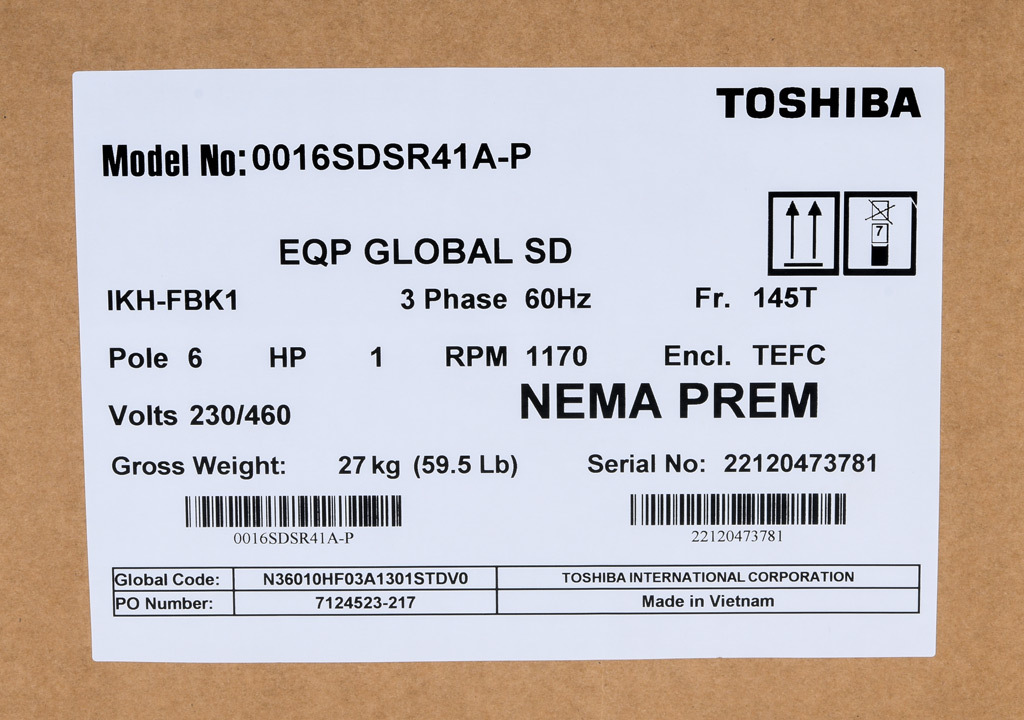 TOSHIBA
Model No: 0016SDSR41A-P
EQP GLOBAL SD
7
IKH-FBK1 3 Phase 60Hz Fr. 145T
Pole 6 HP 1 RPM 1170 Encl. TEFC
Volts 230/460 NEMA PREM
Gross Weight: 27 kg (59.5 Lb) Serial No: 22120473781
0016SDSR41A-P 22120473781
Global Code: N36010HF03A1301STDV0 TOSHIBA INTERNATIONAL CORPORATION
PO Number: 7124523-217 Made in Vietnam